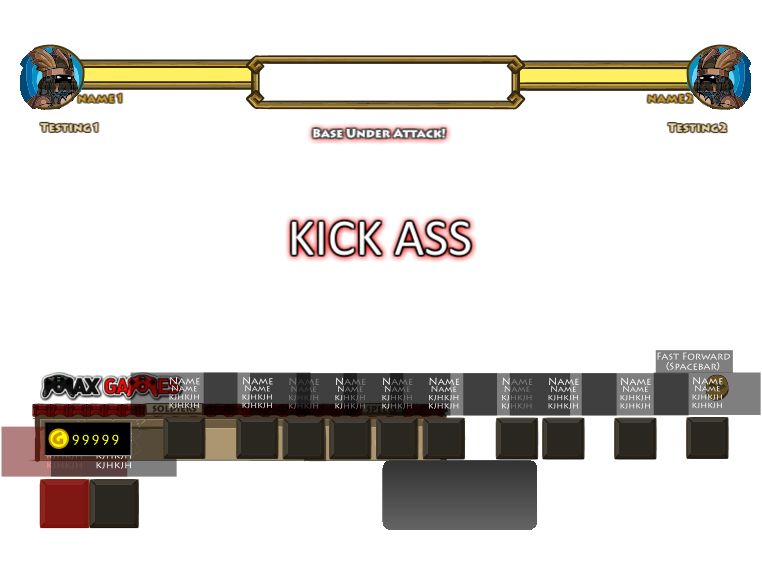 NAME1
NAME2
TESTING1
TESTING2
BASE UNDER ATTACK!
KICK ASS
FAST FORWARD
(SPACEBAR)
MAX GAMES
NAME NAME NAME NAME NAME NAME NAME NAME NAME NAME
NAME NAME NAME NAME NAME NAME NAME NAME NAME NAME
KJHKJH KJHKJH KJHKJH KJHKJH KJHKJH KJHKJH KJHKJH KJHKJH KJHKJH KJHKJH
KJHKJH KJHKJH KJHKJH KJHKJH KJHKJH KJHKJH KJHKJH KJHKJH KJHKJH KJHKJH
G 99999
KJHKJH KJHKJH